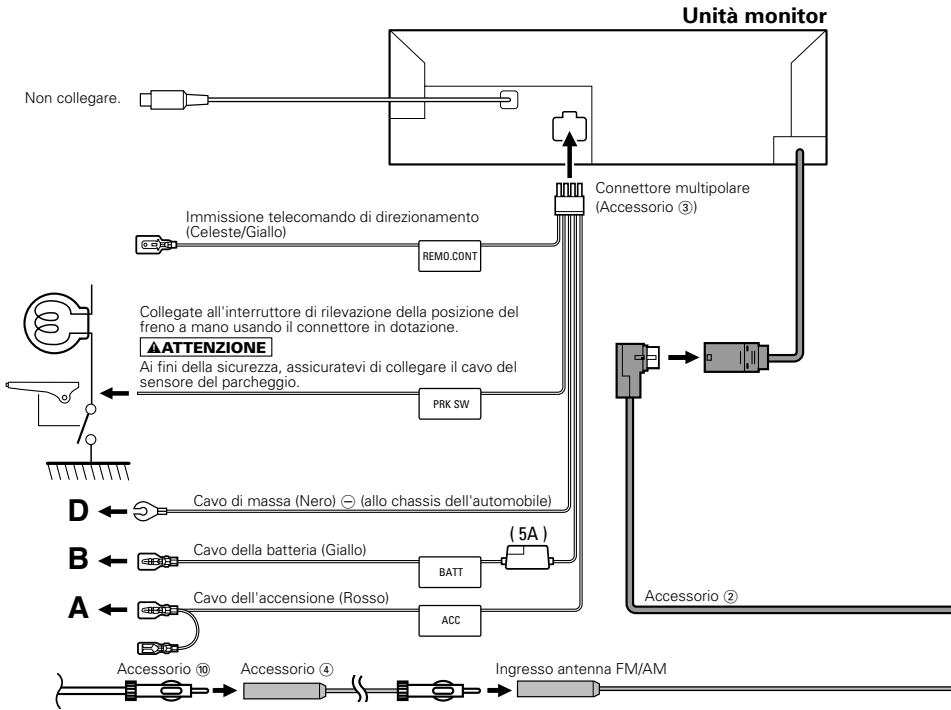 Unità monitor
Non collegare.
Connettore multipolare
(Accessorio ③)
Immissione telecomando di direzionamento
(Celeste/Giallo)
REMO.CONT
Collegate all'interruttore di rilevazione della posizione del
freno a mano usando il connettore in dotazione.
⚠ATTENZIONE
Ai fini della sicurezza, assicuratevi di collegare il cavo del
sensore del parcheggio.
PRK SW
D
Cavo di massa (Nero) ⊖ (allo chassis dell'automobile)
( 5A )
B
Cavo della batteria (Giallo)
BATT
A
Cavo dell'accensione (Rosso)
ACC
Accessorio ②
Accessorio ⑩
Accessorio ④
Ingresso antenna FM/AM